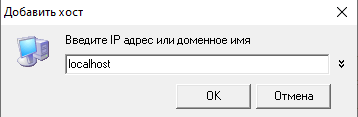 Добавить хост
Введите IP адрес или доменное имя
localhost
OK
Отмена